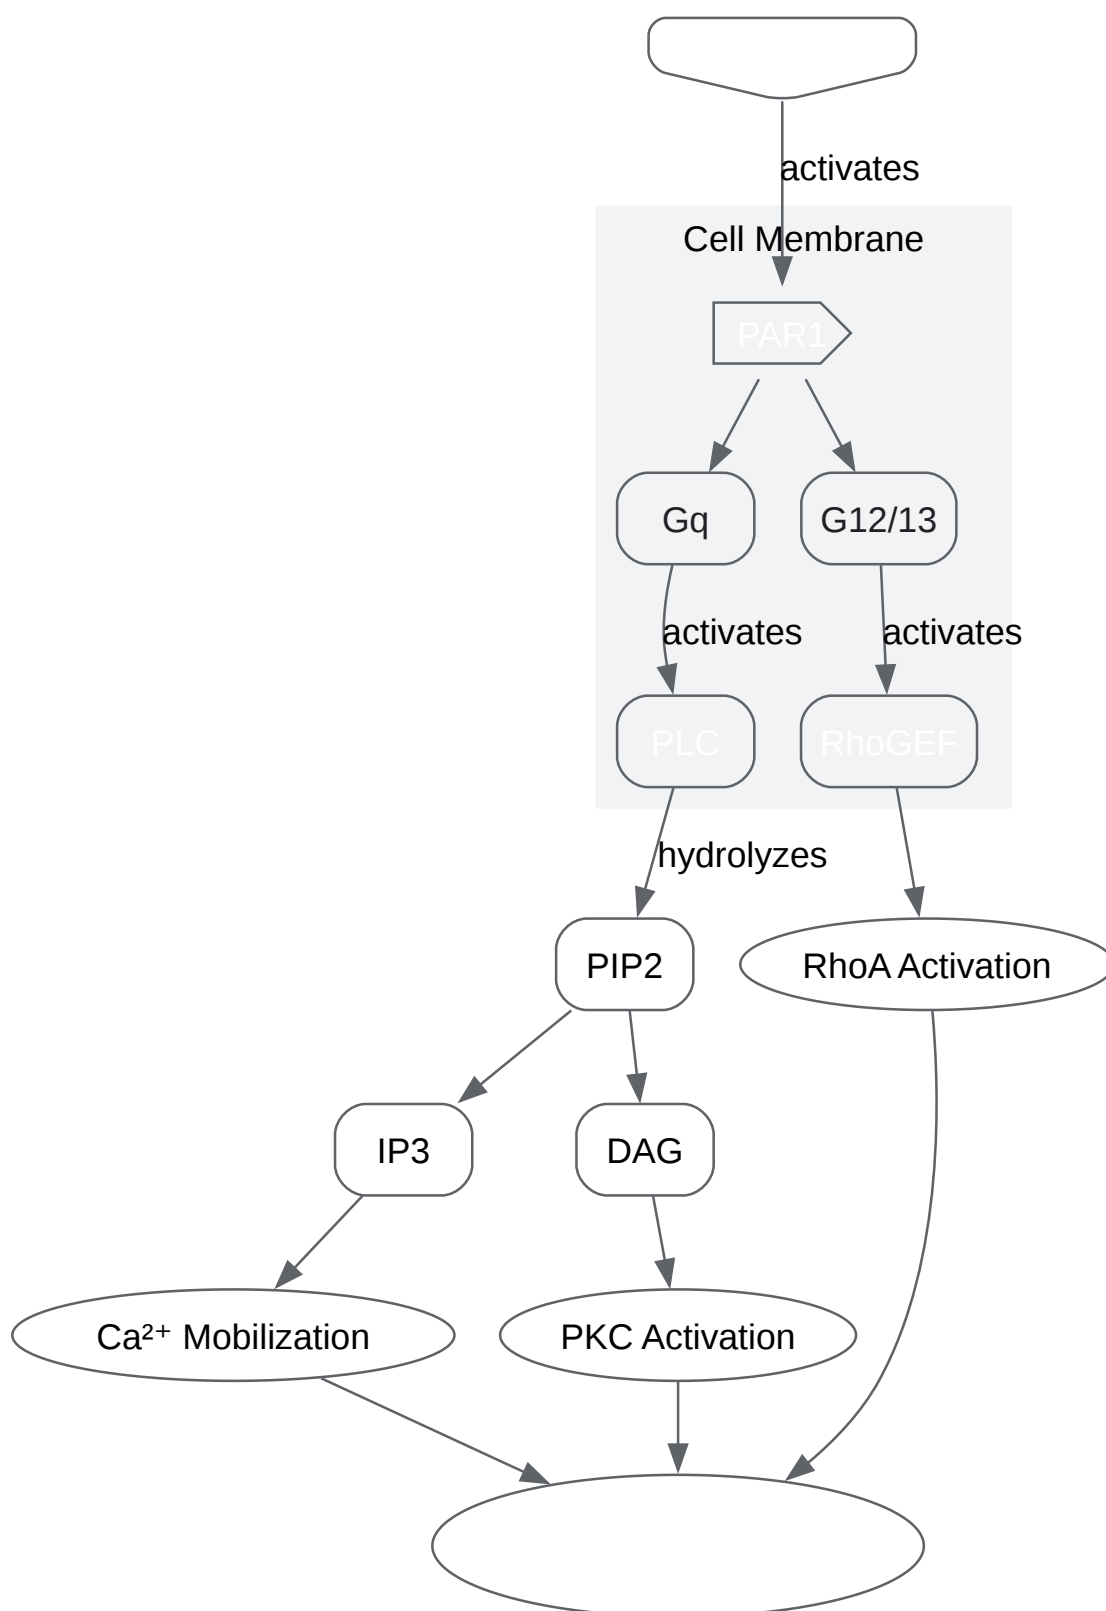 activates
Cell Membrane
PAR1
Gq
G12/13
activates
activates
PLC
RhoGEF
hydrolyzes
PIP2
RhoA Activation
IP3
DAG
Ca²⁺ Mobilization
PKC Activation